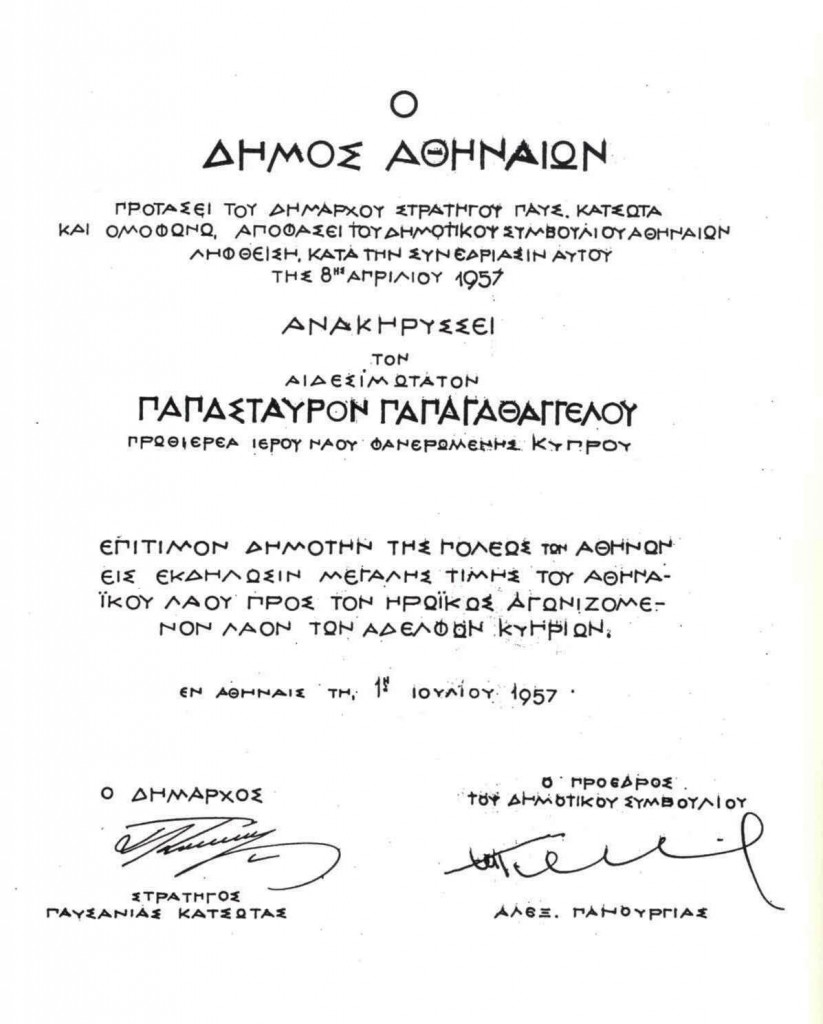 Ο
ΔΗΜΟΣ ΑΘΗΝΑΙΩΝ
ΠΡΟΤΑΣΕΙ ΤΟΥ ΔΗΜΑΡΧΟΥ ΣΤΡΑΤΗΓΟΥ ΠΑΥΣ. ΚΑΤΣΩΤΑ
ΚΑΙ ΟΜΟΦΩΝΩ, ΑΠΟΦΑΣΕΙ ΤΟΥ ΔΗΜΟΤΙΚΟΥ ΣΥΜΒΟΥΛΙΟΥ ΑΘΗΝΑΙΩΝ
ΛΗΦΘΕΙΣΗ, ΚΑΤΑ ΤΗΝ ΣΥΝΕΔΡΙΑΣΙΝ ΑΥΤΟΥ
ΤΗΣ 8ΗΣ ΑΠΡΙΛΙΟΥ 1957
ΑΝΑΚΗΡΥΣΣΕΙ
ΤΟΝ
ΑΙΔΕΣΙΜΩΤΑΤΟΝ
ΠΑΠΑΣΤΑΥΡΟΝ ΠΑΠΑΓΑΘΑΓΓΕΛΟΥ
ΠΡΩΘΙΕΡΕΑ ΙΕΡΟΥ ΝΑΟΥ ΦΑΝΕΡΩΜΕΝΗΣ ΚΥΠΡΟΥ
ΕΠΙΤΙΜΟΝ ΔΗΜΟΤΗΝ ΤΗΣ ΠΟΛΕΩΣ ΤΩΝ ΑΘΗΝΩΝ
ΕΙΣ ΕΚΔΗΛΩΣΙΝ ΜΕΓΑΛΗΣ ΤΙΜΗΣ ΤΟΥ ΑΘΗΝΑ-
ΪΚΟΥ ΛΑΟΥ ΠΡΟΣ ΤΟΝ ΗΡΩΪΚΩΣ ΑΓΩΝΙΖΟΜΕ-
ΝΟΝ ΛΑΟΝ ΤΩΝ ΑΔΕΛΦΩΝ ΚΥΠΡΙΩΝ.
ΕΝ ΑΘΗΝΑΙΣ ΤΗ, 1ΗΣ ΙΟΥΛΙΟΥ 1957
Ο ΔΗΜΑΡΧΟΣ
ΣΤΡΑΤΗΓΟΣ
ΠΑΥΣΑΝΙΑΣ ΚΑΤΣΩΤΑΣ
Ο ΠΡΟΕΔΡΟΣ
ΤΟΥ ΔΗΜΟΤΙΚΟΥ ΣΥΜΒΟΥΛΙΟΥ
ΑΛΕΞ. ΠΑΝΟΥΡΓΙΑΣ